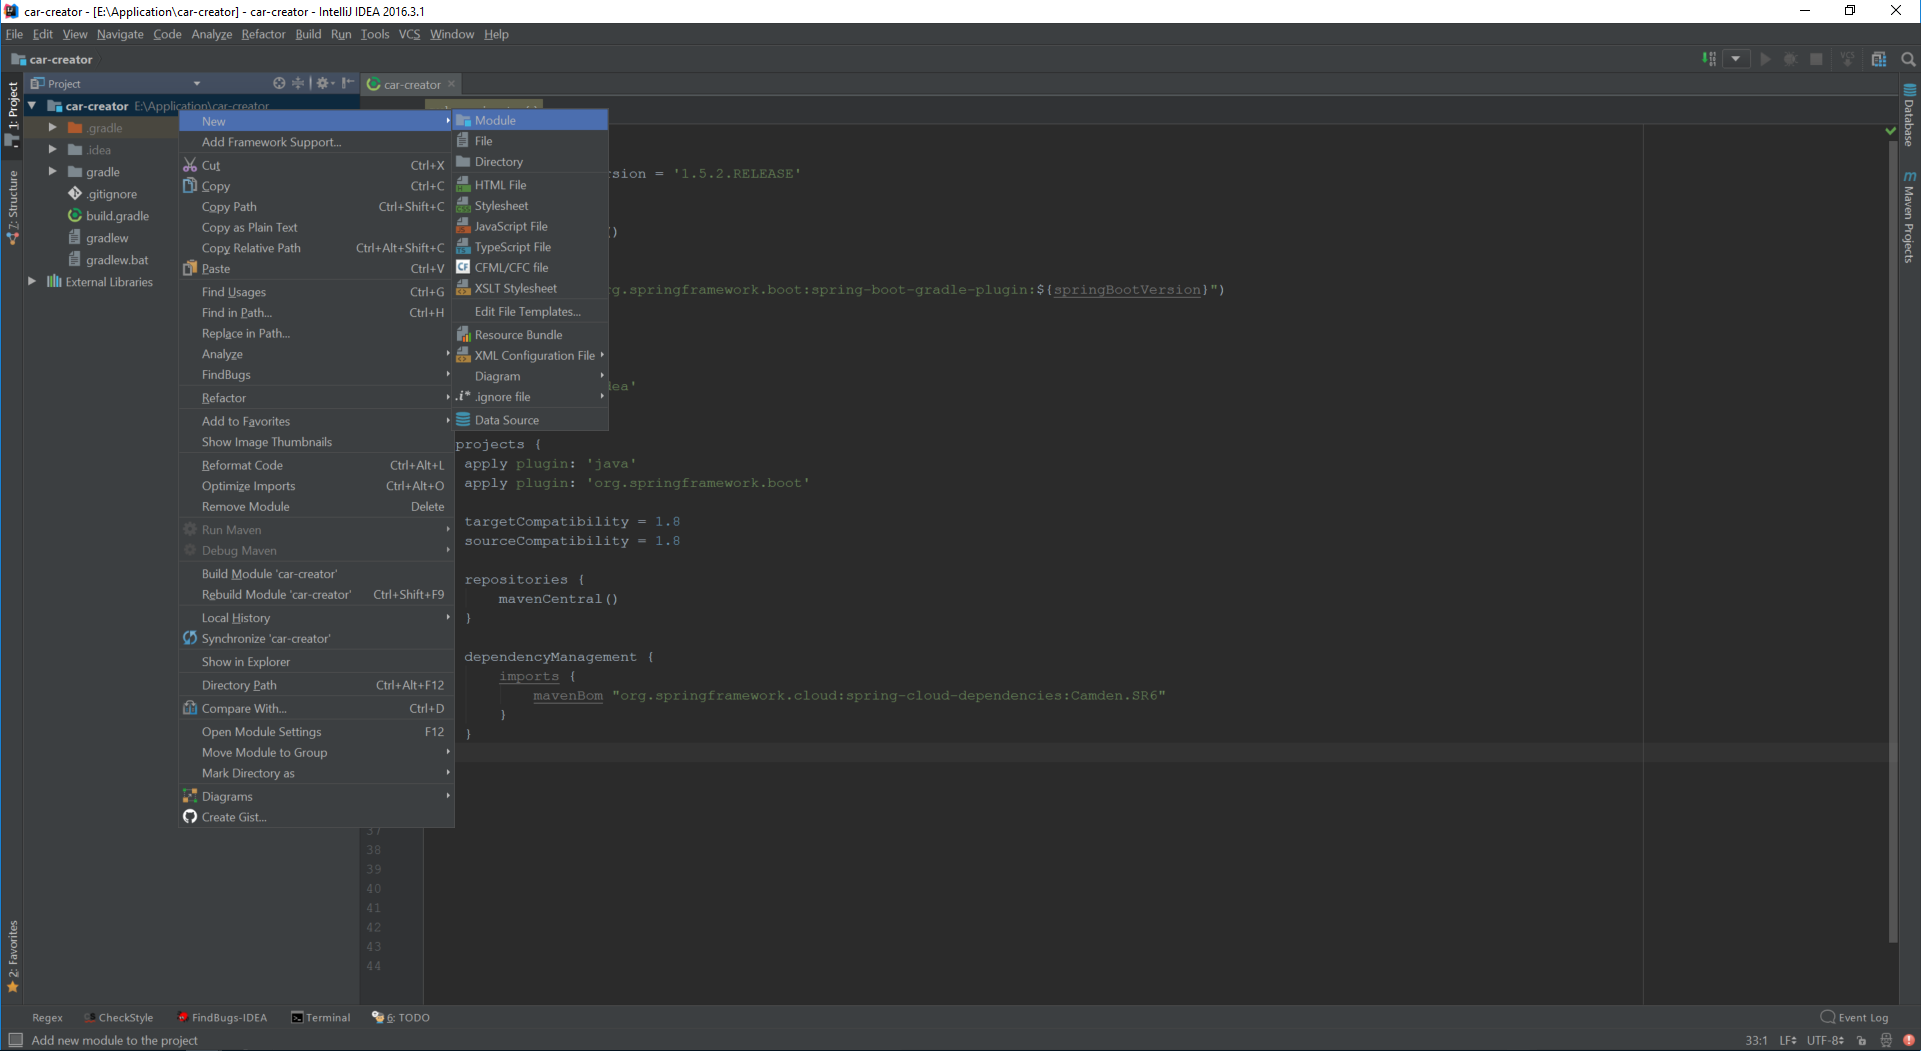 car-creator - [E:\Application\car-creator] - car-creator - IntelliJ IDEA 2016.3.1
File Edit View Navigate Code Analyze Refactor Build Run Tools VCS Window Help
car-creator
Project
car-creator
1: Project
Z: Structure
2: Favorites
car-creator E:\Application\car-creator
.gradle
.idea
gradle
.gitignore
build.gradle
gradlew
gradlew.bat
External Libraries
New
Add Framework Support...
Cut Ctrl+X
Copy Ctrl+C
Copy Path Ctrl+Shift+C
Copy as Plain Text
Copy Relative Path Ctrl+Alt+Shift+C
Paste Ctrl+V
Find Usages Ctrl+G
Find in Path... Ctrl+H
Replace in Path...
Analyze
FindBugs
Refactor
Add to Favorites
Show Image Thumbnails
Reformat Code Ctrl+Alt+L
Optimize Imports Ctrl+Alt+O
Remove Module Delete
Run Maven
Debug Maven
Build Module 'car-creator'
Rebuild Module 'car-creator' Ctrl+Shift+F9
Local History
Synchronize 'car-creator'
Show in Explorer
Directory Path Ctrl+Alt+F12
Compare With... Ctrl+D
Open Module Settings F12
Move Module to Group
Mark Directory as
Diagrams
Create Gist...
Module
File
Directory
HTML File
Stylesheet
JavaScript File
TypeScript File
CFML/CFC file
XSLT Stylesheet
Edit File Templates...
Resource Bundle
XML Configuration File
Diagram
.ignore file
Data Source
sion = '1.5.2.RELEASE'
)
rg.springframework.boot:spring-boot-gradle-plugin:${springBootVersion}")
dea'
projects {
apply plugin: 'java'
apply plugin: 'org.springframework.boot'
targetCompatibility = 1.8
sourceCompatibility = 1.8
repositories {
mavenCentral()
}
dependencyManagement {
imports {
mavenBom "org.springframework.cloud:spring-cloud-dependencies:Camden.SR6"
}
}
37
38
39
40
41
42
43
44
Database
Maven Projects
Regex CheckStyle FindBugs-IDEA Terminal 6: TODO Event Log
Add new module to the project 33:1 LF UTF-8